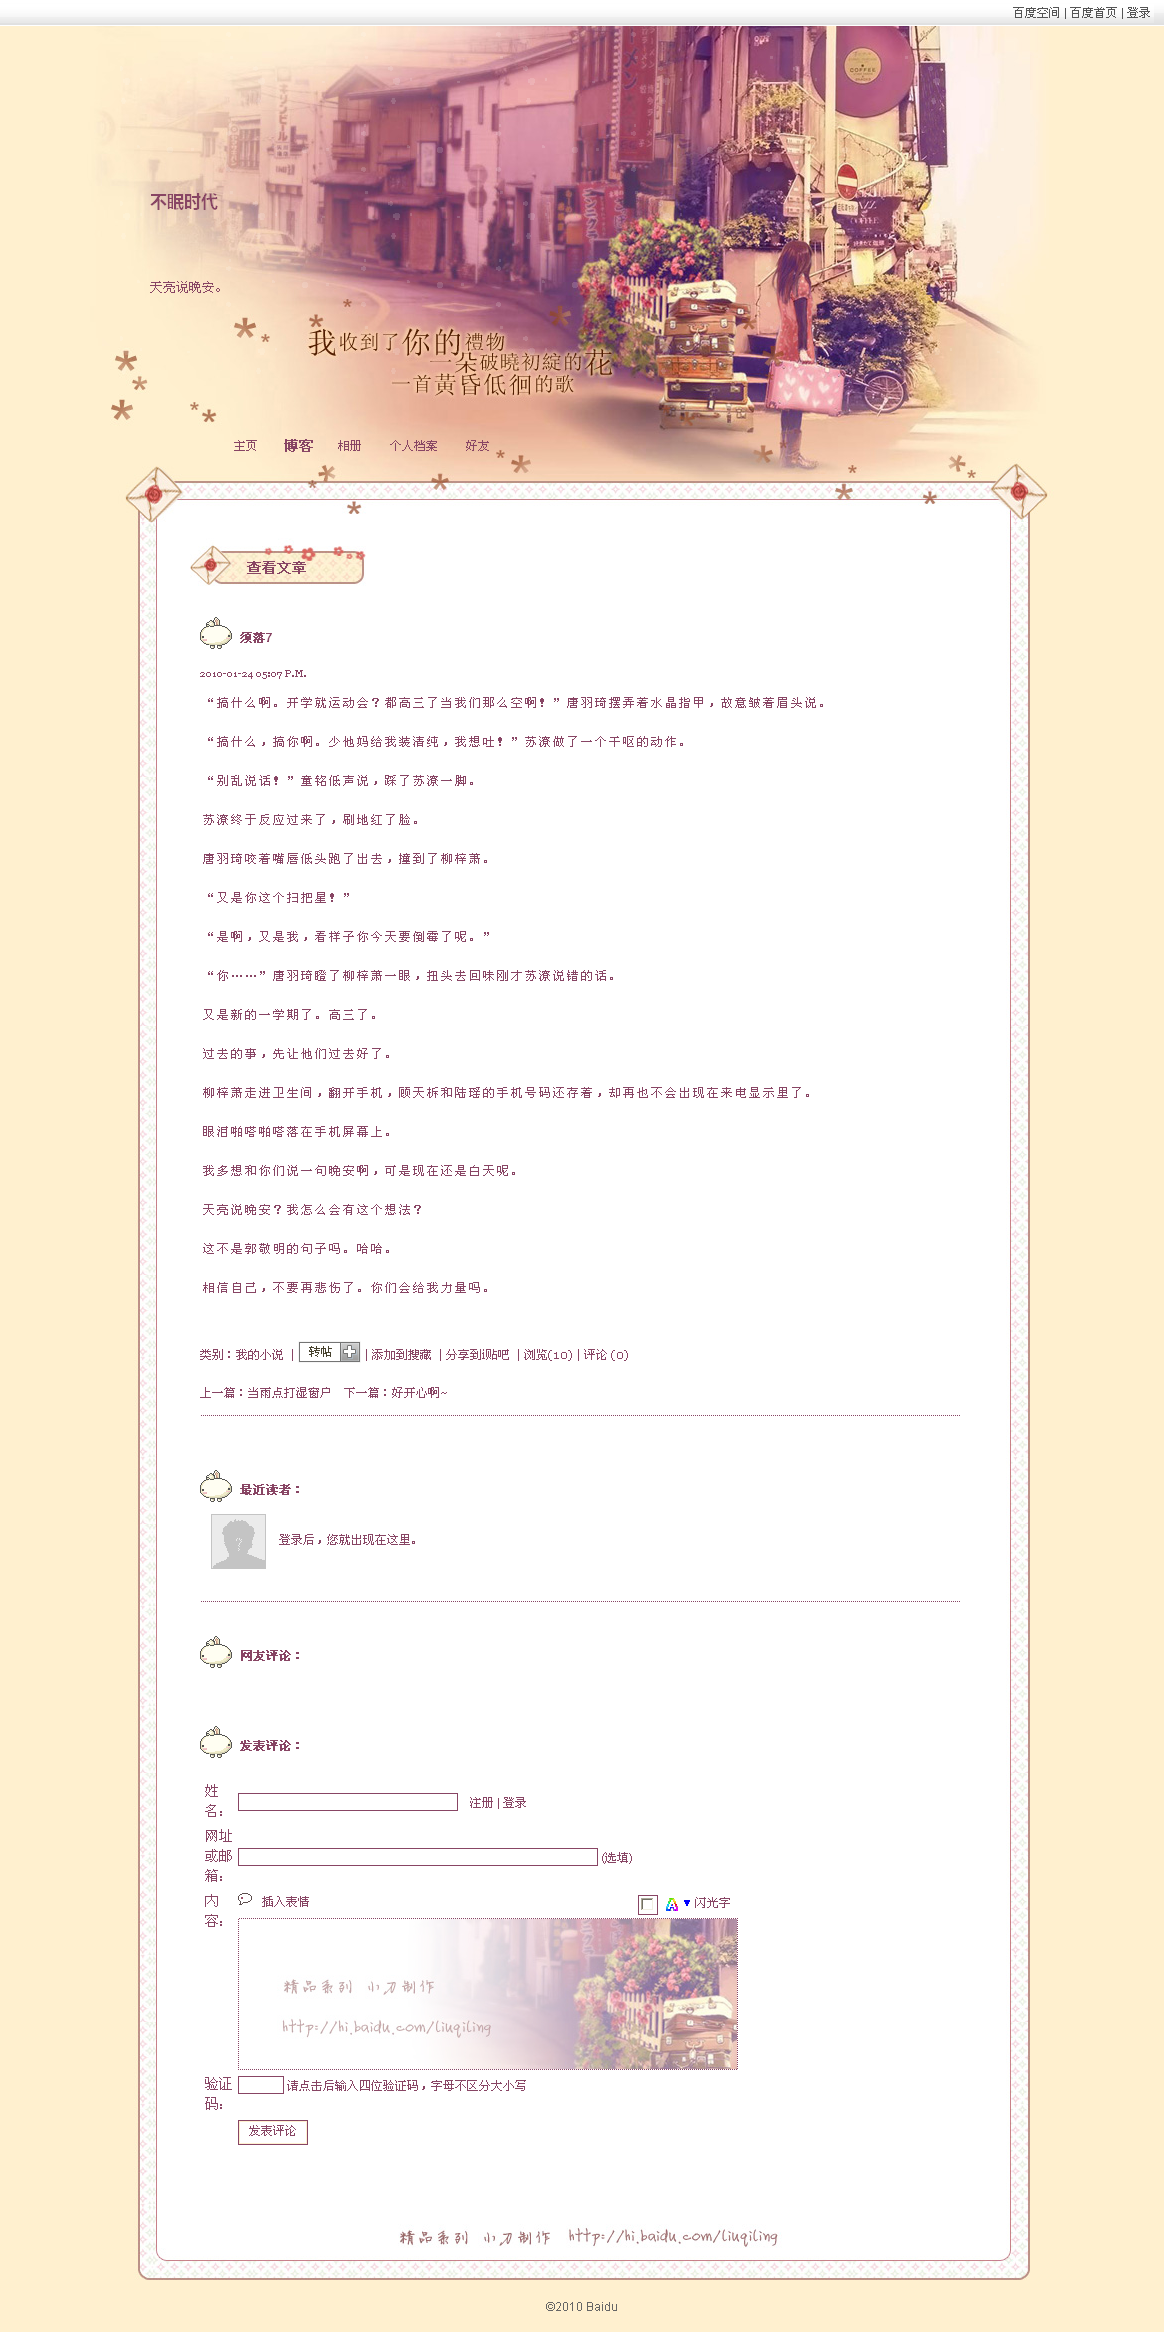 百度空间 | 百度首页 | 登录
COFFEE
不眠时代
天亮说晚安。
我收到了你的禮物
一朵破曉初綻的花
一首黃昏低徊的歌
主页 博客 相册 个人档案 好友
查看文章
须落7
2010-01-24 05:07 P.M.
“搞什么啊。开学就运动会？都高三了当我们那么空啊！”唐羽琦摆弄着水晶指甲，故意皱着眉头说。
“搞什么，搞你啊。少他妈给我装清纯，我想吐！”苏潦做了一个干呕的动作。
“别乱说话！”童铭低声说，踩了苏潦一脚。
苏潦终于反应过来了，刷地红了脸。
唐羽琦咬着嘴唇低头跑了出去，撞到了柳梓萧。
“又是你这个扫把星！”
“是啊，又是我，看样子你今天要倒霉了呢。”
“你……”唐羽琦瞪了柳梓萧一眼，扭头去回味刚才苏潦说错的话。
又是新的一学期了。高三了。
过去的事，先让他们过去好了。
柳梓萧走进卫生间，翻开手机，顾天析和陆瑶的手机号码还存着，却再也不会出现在来电显示里了。
眼泪啪嗒啪嗒落在手机屏幕上。
我多想和你们说一句晚安啊，可是现在还是白天呢。
天亮说晚安？我怎么会有这个想法？
这不是郭敬明的句子吗。哈哈。
相信自己，不要再悲伤了。你们会给我力量吗。
类别：我的小说 | 转帖 | 添加到搜藏 | 分享到i贴吧 | 浏览(10) | 评论 (0)
上一篇：当雨点打湿窗户 下一篇：好开心啊~
最近读者：
登录后，您就出现在这里。
网友评论：
发表评论：
姓
名：
注册 | 登录
网址
或邮
箱：
(选填)
内
容：
插入表情
闪光字
精品系列 小刀制作
http://hi.baidu.com/liuqiling
验证
码：
请点击后输入四位验证码，字母不区分大小写
发表评论
精品系列 小刀制作 http://hi.baidu.com/liuqiling
©2010 Baidu